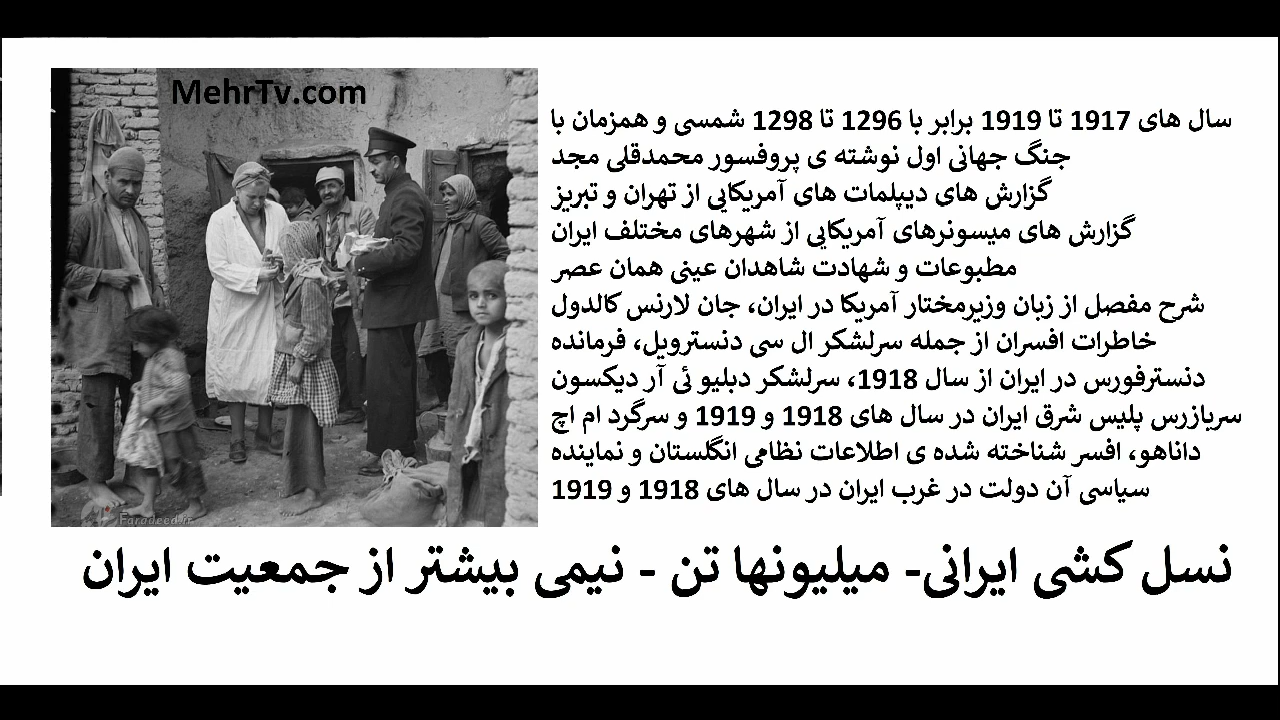 MehrTv.com
سال های 1917 تا 1919 برابر با 1296 تا 1298 شمسی و همزمان با
جنگ جهانی اول نوشته ی پروفسور محمدقلی مجد
گزارش های دیپلمات های آمریکایی از تهران و تبریز
گزارش های میسونرهای آمریکایی از شهرهای مختلف ایران
مطبوعات و شهادت شاهدان عینی همان عصر
شرح مفصل از زبان وزیرمختار آمریکا در ایران، جان لارنس کالدول
خاطرات افسران از جمله سرلشکر ال سی دنسترویل، فرمانده
دنسترفورس در ایران از سال 1918، سرلشکر دبلیو ئی آر دیکسون
سربازرس پلیس شرق ایران در سال های 1918 و 1919 و سرگرد ام اچ
داناهو، افسر شناخته شده ی اطلاعات نظامی انگلستان و نماینده
سیاسی آن دولت در غرب ایران در سال های 1918 و 1919
Faradeed.ir
نسل کشی ایرانی- میلیونها تن - نیمی بیشتر از جمعیت ایران